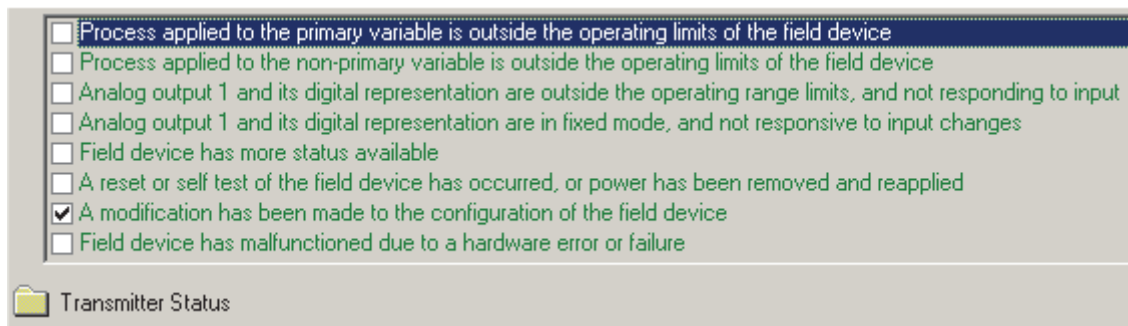 Process applied to the primary variable is outside the operating limits of the field device
Process applied to the non-primary variable is outside the operating limits of the field device
Analog output 1 and its digital representation are outside the operating range limits, and not responding to input
Analog output 1 and its digital representation are in fixed mode, and not responsive to input changes
Field device has more status available
A reset or self test of the field device has occurred, or power has been removed and reapplied
A modification has been made to the configuration of the field device
Field device has malfunctioned due to a hardware error or failure
Transmitter Status